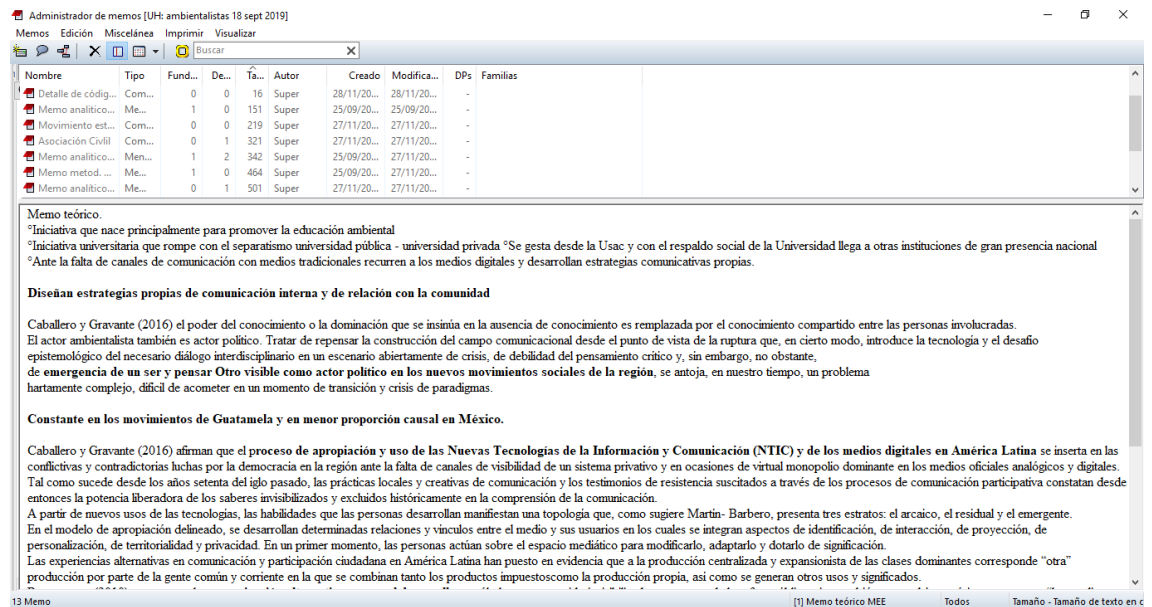 Administrador de memos [UH: ambientalistas 18 sept 2019]
Memos Edición Miscelánea Imprimir Visualizar
Buscar
Nombre Tipo Fund... De... Ta... Autor Creado Modifica... DPs Familias
Detalle de códig... Com... 0 0 16 Super 28/11/20... 28/11/20... -
Memo analitico... Me... 1 0 151 Super 25/09/20... 25/09/20... -
Movimiento est... Com... 0 0 219 Super 27/11/20... 27/11/20... -
Asociación Civlil Com... 0 1 321 Super 27/11/20... 27/11/20... -
Memo analitico... Men... 1 2 342 Super 25/09/20... 27/11/20... -
Memo metod. ... Me... 1 0 464 Super 25/09/20... 27/11/20... -
Memo analítico... Me... 0 1 501 Super 27/11/20... 27/11/20... -
Memo teórico.
°Iniciativa que nace principalmente para promover la educación ambiental
°Iniciativa universitaria que rompe con el separatismo universidad pública - universidad privada °Se gesta desde la Usac y con el respaldo social de la Universidad llega a otras instituciones de gran presencia nacional
°Ante la falta de canales de comunicación con medios tradicionales recurren a los medios digitales y desarrollan estrategias comunicativas propias.
Diseñan estrategias propias de comunicación interna y de relación con la comunidad
Caballero y Gravante (2016) el poder del conocimiento o la dominación que se insinúa en la ausencia de conocimiento es remplazada por el conocimiento compartido entre las personas involucradas.
El actor ambientalista también es actor politico. Tratar de repensar la construcción del campo comunicacional desde el punto de vista de la ruptura que, en cierto modo, introduce la tecnología y el desafío
epistemológico del necesario diálogo interdisciplinario en un escenario abiertamente de crisis, de debilidad del pensamiento crítico y, sin embargo, no obstante,
de emergencia de un ser y pensar Otro visible como actor político en los nuevos movimientos sociales de la región, se antoja, en nuestro tiempo, un problema
hartamente complejo, difícil de acometer en un momento de transición y crisis de paradigmas.
Constante en los movimientos de Guatamela y en menor proporción causal en México.
Caballero y Gravante (2016) afirman que el proceso de apropiación y uso de las Nuevas Tecnologías de la Información y Comunicación (NTIC) y de los medios digitales en América Latina se inserta en las
conflictivas y contradictorias luchas por la democracia en la región ante la falta de canales de visibilidad de un sistema privativo y en ocasiones de virtual monopolio dominante en los medios oficiales analógicos y digitales.
Tal como sucede desde los años setenta del iglo pasado, las prácticas locales y creativas de comunicación y los testimonios de resistencia suscitados a través de los procesos de comunicación participativa constatan desde
entonces la potencia liberadora de los saberes invisibilizados y excluidos históricamente en la comprensión de la comunicación.
A partir de nuevos usos de las tecnologías, las habilidades que las personas desarrollan manifiestan una topologia que, como sugiere Martin- Barbero, presenta tres estratos: el arcaico, el residual y el emergente.
En el modelo de apropiación delineado, se desarrollan determinadas relaciones y vínculos entre el medio y sus usuarios en los cuales se integran aspectos de identificación, de interacción, de proyección, de
personalización, de territorialidad y privacidad. En un primer momento, las personas actúan sobre el espacio mediático para modificarlo, adaptarlo y dotarlo de significación.
Las experiencias alternativas en comunicación y participación ciudadana en América Latina han puesto en evidencia que a la producción centralizada y expansionista de las clases dominantes corresponde “otra”
producción por parte de la gente común y corriente en la que se combinan tanto los productos impuestoscomo la producción propia, así como se generan otros usos y significados.
13 Memo [1] Memo teórico MEE Todos Tamaño - Tamaño de texto en c